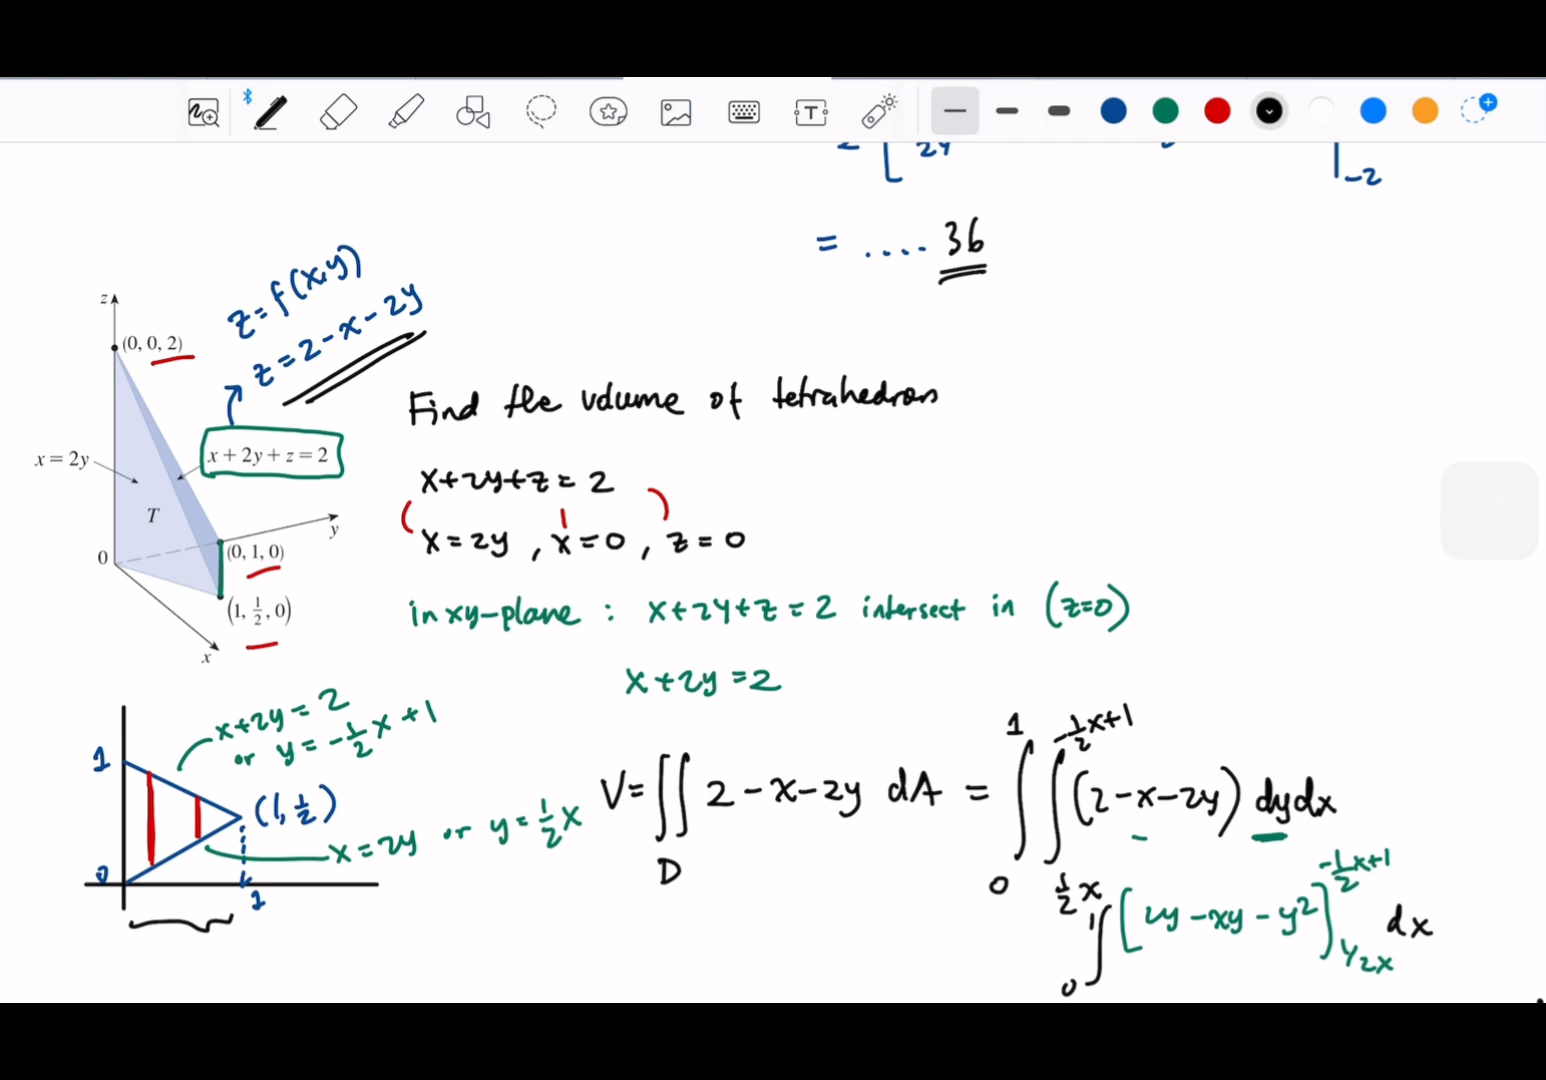 2 [ 24 |-2
= .... 36
z = f(x,y)
z = 2 - x - 2y
z
(0, 0, 2)
x = 2y
x + 2y + z = 2
T
0
y
(0, 1, 0)
(1, 1/2, 0)
x
Find the volume of tetrahedron
x+2y+z = 2
x = 2y , x = 0 , z = 0
in xy-plane : x+2y+z = 2 intersect in (z=0)
x + 2y = 2
x+2y = 2
or y = -1/2 x + 1
1
(1, 1/2)
x = 2y or y = 1/2 x
0
1
V = ∬_D 2 - x - 2y dA = ∫_0^1 ∫_{1/2 x}^{-1/2 x+1} (2 - x - 2y) dy dx
∫_0^1 [2y - xy - y²]_{1/2x}^{-1/2 x+1} dx